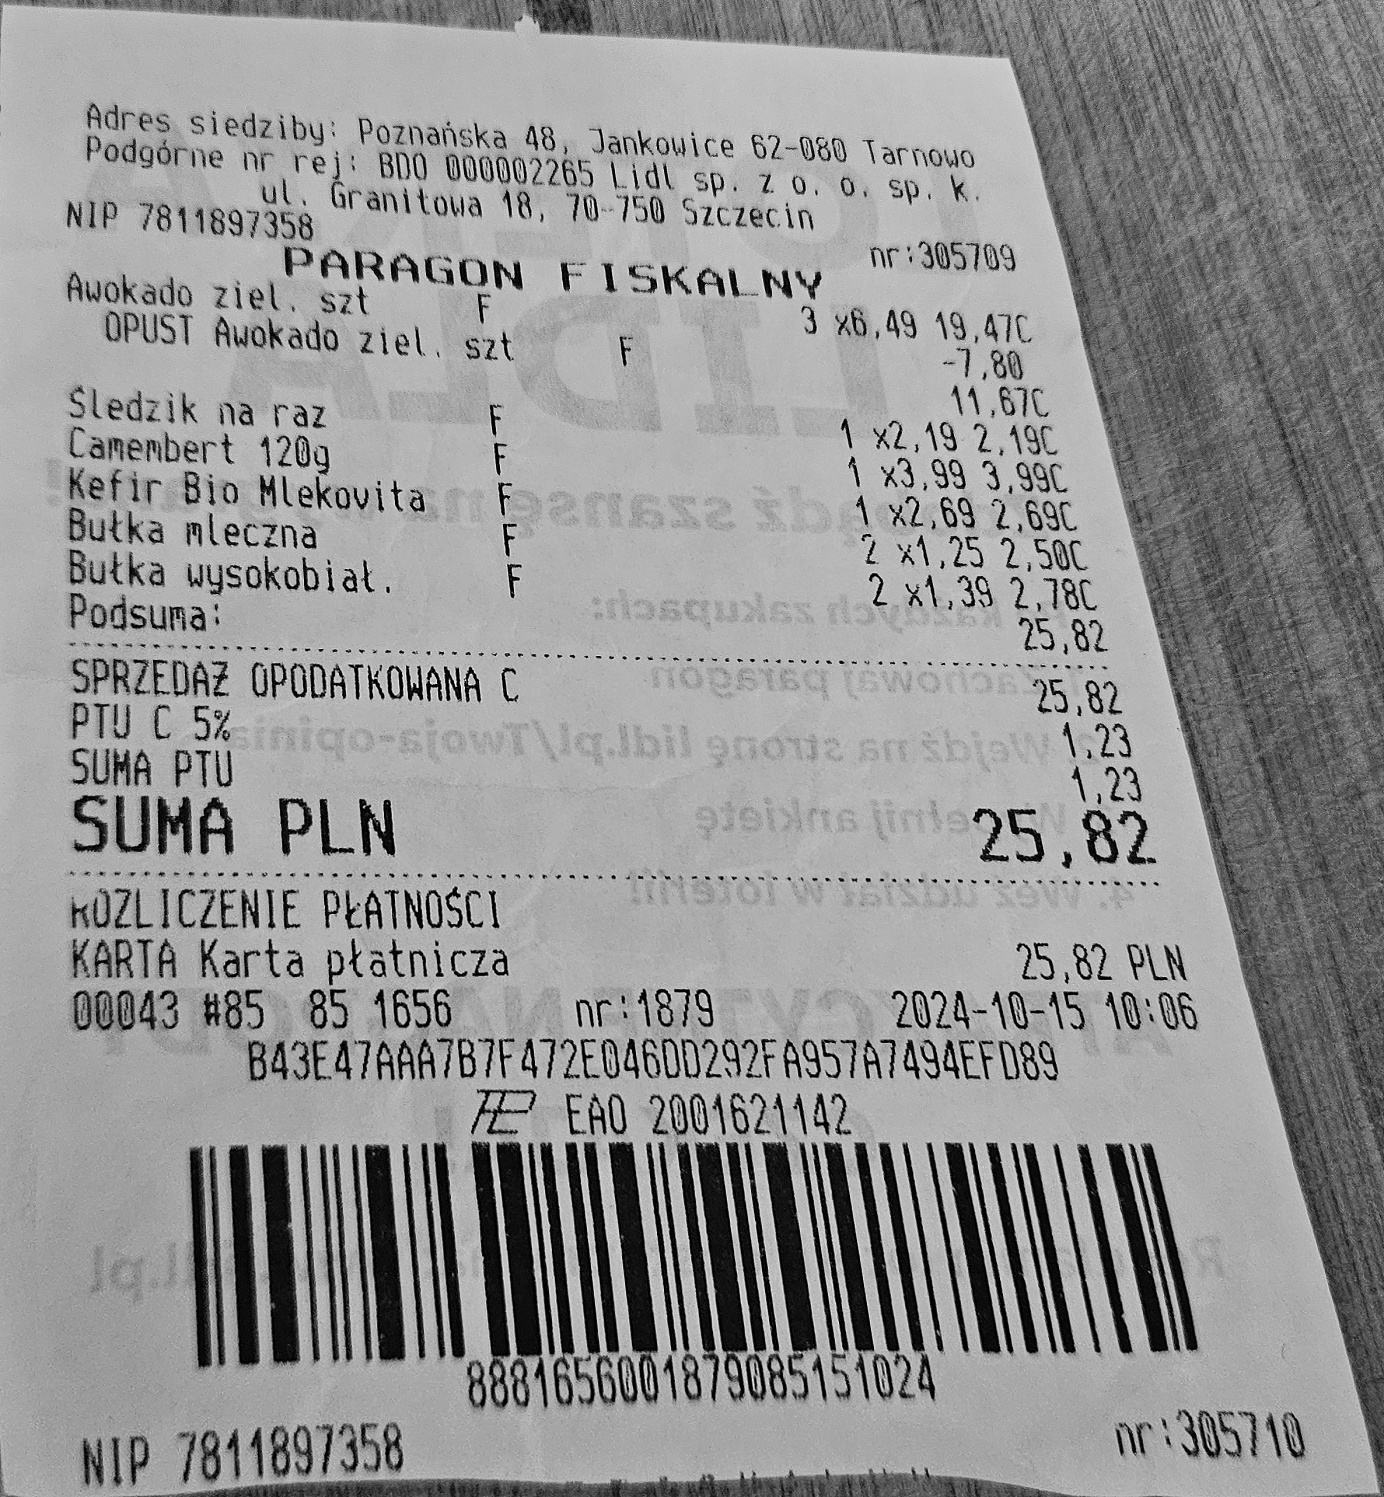 Adres siedziby: Poznańska 48, Jankowice 62-080 Tarnowo
Podgórne nr rej: BDO 000002265 Lidl sp. z o. o. sp. k.
ul. Granitowa 18, 70-750 Szczecin
NIP 7811897358 nr:305709
PARAGON FISKALNY
Awokado ziel. szt F 3 x6,49 19,47C
OPUST Awokado ziel. szt F -7,80
11,67C
Śledzik na raz F 1 x2,19 2,19C
Camembert 120g F 1 x3,99 3,99C
Kefir Bio Mlekovita F 1 x2,69 2,69C
Bułka mleczna F 2 x1,25 2,50C
Bułka wysokobiał. F 2 x1,39 2,78C
Podsuma: 25,82
SPRZEDAŻ OPODATKOWANA C 25,82
PTU C 5% 1,23
SUMA PTU 1,23
SUMA PLN 25,82
ROZLICZENIE PŁATNOŚCI
KARTA Karta płatnicza 25,82 PLN
00043 #85 85 1656 nr:1879 2024-10-15 10:06
B43E47AAA7B7F472E046DD292FA957A7494EFD89
EAO 2001621142
8881656001879085151024
NIP 7811897358 nr:305710